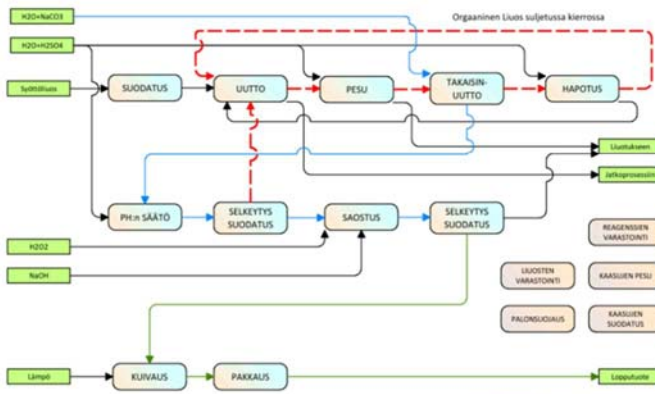 H2O+NaCO3
Orgaaninen Liuos suljetussa kierrossa
H2O+H2SO4
Syöttöliuos
SUODATUS
UUTTO
PESU
TAKAISIN-
UUTTO
HAPOTUS
Liuotukseen
Jatkoprosessiin
PH:n SÄÄTÖ
SELKEYTYS
SUODATUS
SAOSTUS
SELKEYTYS
SUODATUS
REAGENSSIEN
VARASTOINTI
H2O2
NaOH
LIUOSTEN
VARASTOINTI
KAASUJEN PESU
PALONSUOJAUS
KAASUJEN
SUODATUS
Lämpö
KUIVAUS
PAKKAUS
Lopputuote